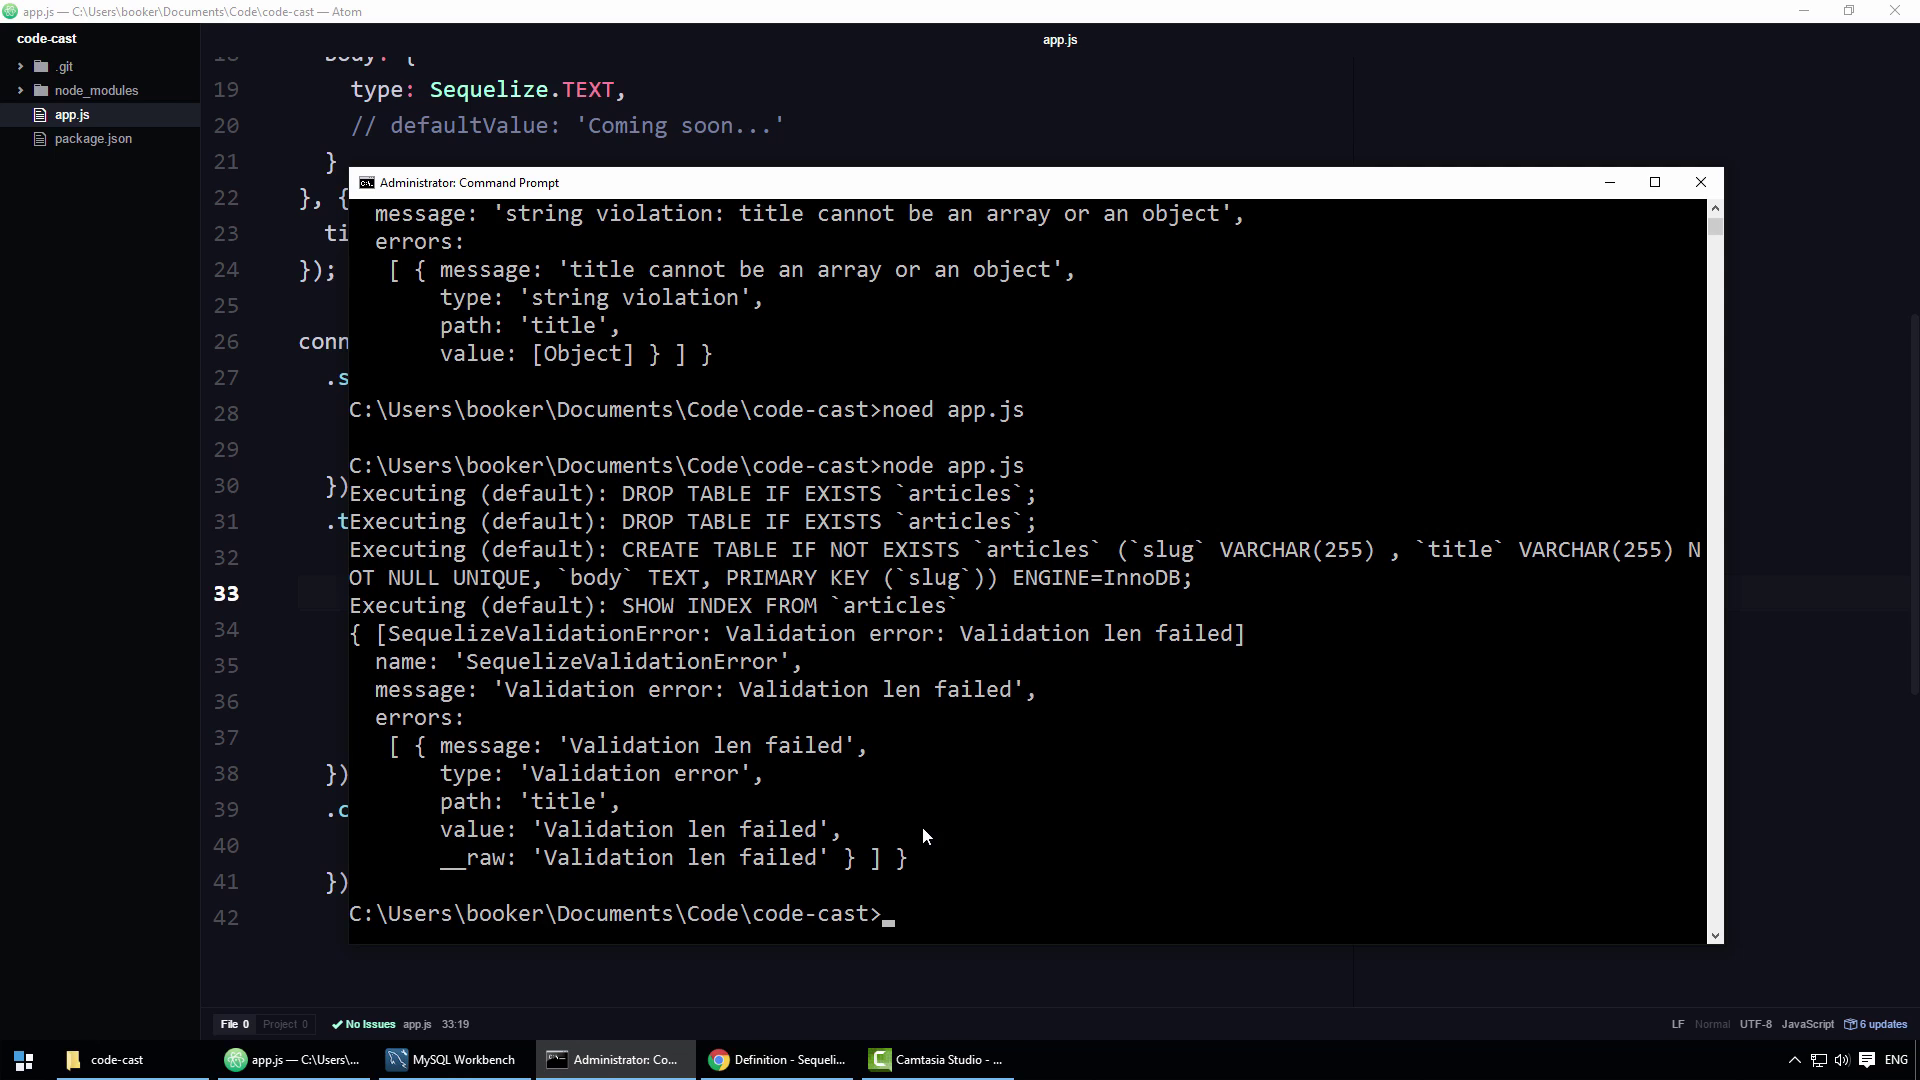 app.js — C:\Users\booker\Documents\Code\code-cast — Atom
code-cast
app.js
.git
node_modules
app.js
package.json
18 body: {
19 type: Sequelize.TEXT,
20 // defaultValue: 'Coming soon...'
21 }
22 }, {
23 ti
24 });
25
26 conn
27 .s
28
29
30 })
31 .t
32
33
34
35
36
37
38 })
39 .c
40
41 })
42
Administrator: Command Prompt
message: 'string violation: title cannot be an array or an object',
errors:
[ { message: 'title cannot be an array or an object',
type: 'string violation',
path: 'title',
value: [Object] } ] }
C:\Users\booker\Documents\Code\code-cast>noed app.js
C:\Users\booker\Documents\Code\code-cast>node app.js
Executing (default): DROP TABLE IF EXISTS `articles`;
Executing (default): DROP TABLE IF EXISTS `articles`;
Executing (default): CREATE TABLE IF NOT EXISTS `articles` (`slug` VARCHAR(255) , `title` VARCHAR(255) N
OT NULL UNIQUE, `body` TEXT, PRIMARY KEY (`slug`)) ENGINE=InnoDB;
Executing (default): SHOW INDEX FROM `articles`
{ [SequelizeValidationError: Validation error: Validation len failed]
name: 'SequelizeValidationError',
message: 'Validation error: Validation len failed',
errors:
[ { message: 'Validation len failed',
type: 'Validation error',
path: 'title',
value: 'Validation len failed',
__raw: 'Validation len failed' } ] }
C:\Users\booker\Documents\Code\code-cast>_
File 0 Project 0 No Issues app.js 33:19 LF Normal UTF-8 JavaScript 6 updates
code-cast app.js — C:\Users\... MySQL Workbench Administrator: Co... Definition - Sequeli... Camtasia Studio - ... ENG